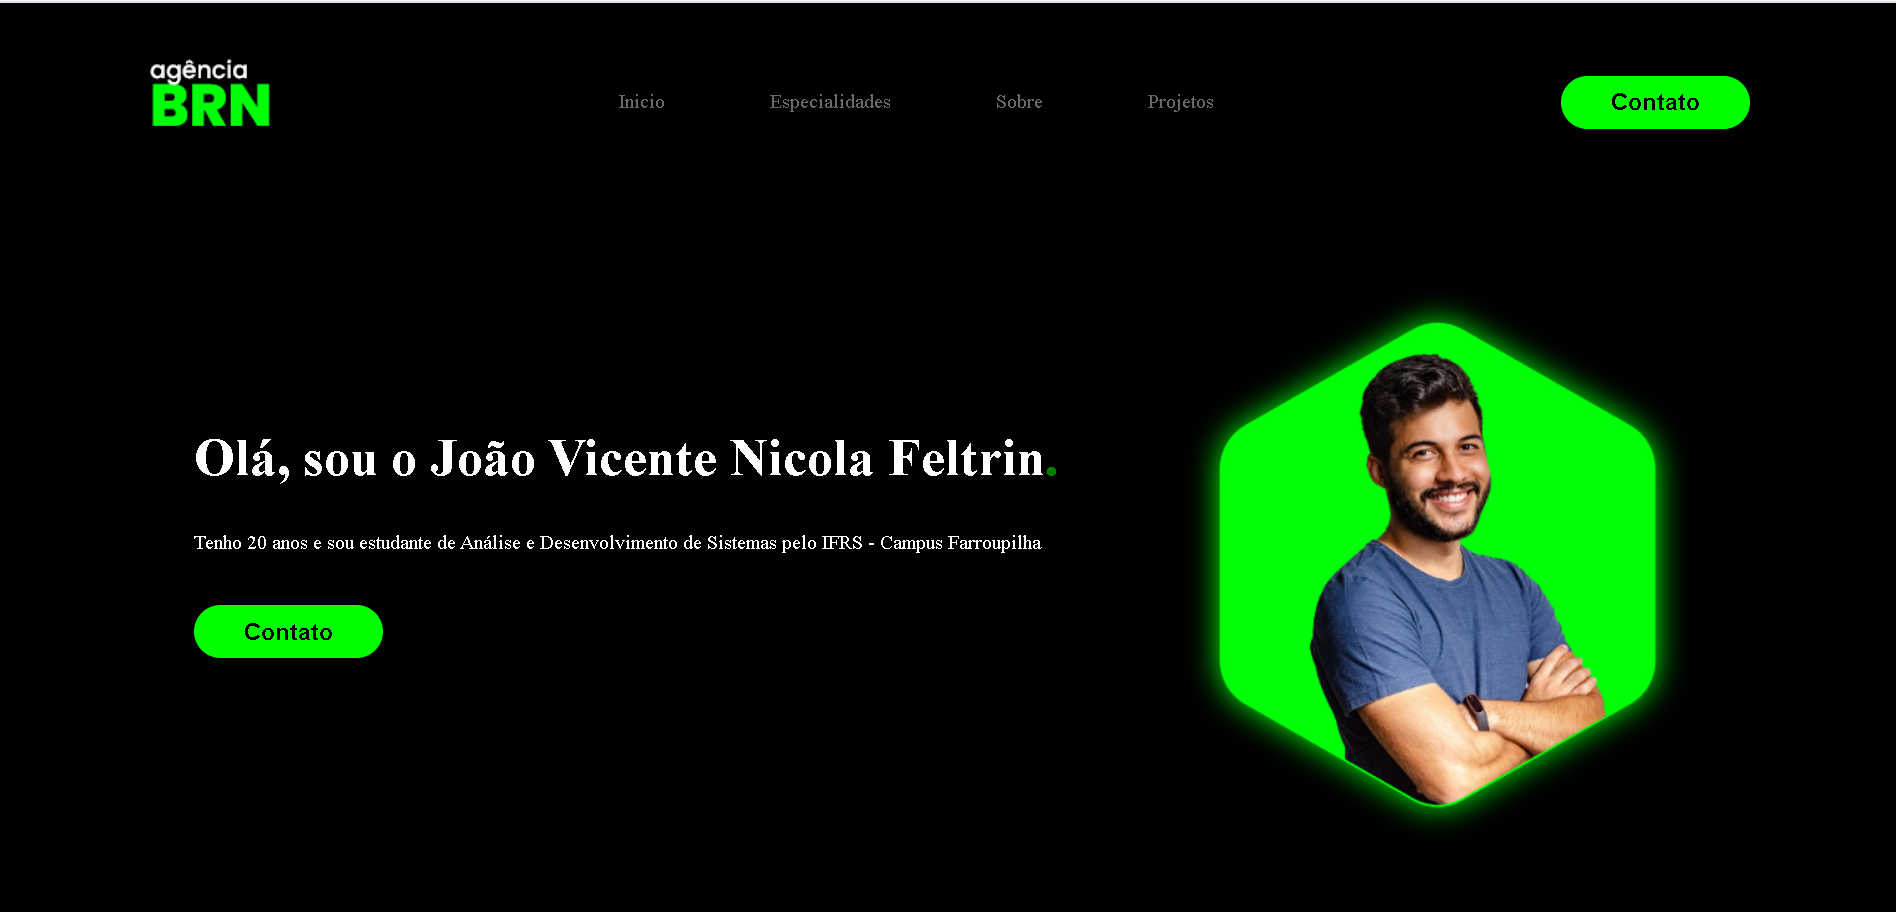 agência
BRN
Inicio
Especialidades
Sobre
Projetos
Contato
Olá, sou o João Vicente Nicola Feltrin.
Tenho 20 anos e sou estudante de Análise e Desenvolvimento de Sistemas pelo IFRS - Campus Farroupilha
Contato